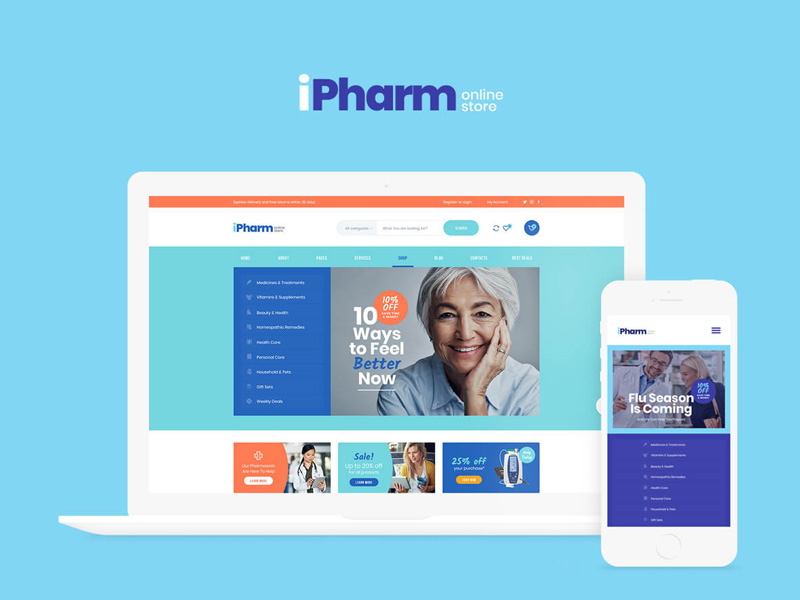 iPharm online
store
Express delivery and free returns within 30 days
Register or Login
My Account
iPharm online
store
All categories
What You are looking for?
HOME
ABOUT
PAGES
SERVICES
SHOP
BLOG
CONTACTS
BEST DEALS
Medicines & Treatments
Vitamins & Supplements
Beauty & Health
Homeopathic Remedies
Health Care
Personal Care
Household & Pets
Gift Sets
Weekly Deals
10%
OFF
10
Ways
to Feel
Better
Now
Our Pharmacists
Are Here To Help
LEARN MORE
Sale!
Up to 20% off
for all products
LEARN MORE
25% off
your purchase*
Only
Today
iPharm
10%
OFF
Flu Season
Is Coming
Medicines & Treatments
Vitamins & Supplements
Beauty & Health
Homeopathic Remedies
Health Care
Personal Care
Household & Pets
Gift Sets